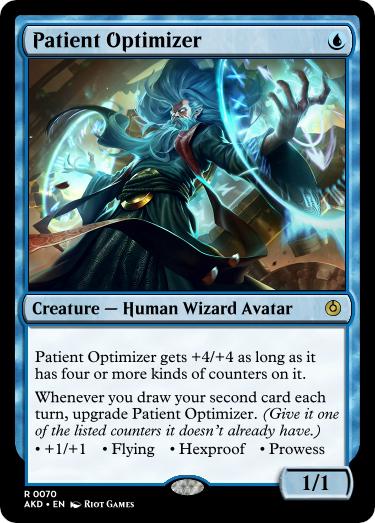 Patient Optimizer
Creature — Human Wizard Avatar
Patient Optimizer gets +4/+4 as long as it
has four or more kinds of counters on it.
Whenever you draw your second card each
turn, upgrade Patient Optimizer. (Give it one
of the listed counters it doesn't already have.)
• +1/+1 • Flying • Hexproof • Prowess
1/1
R 0070
AKD • EN Riot Games